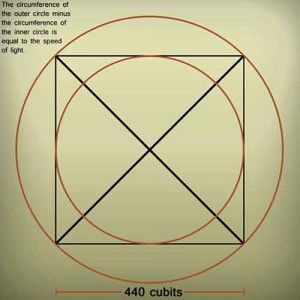 The circumference of
the outer circle minus
the circumference of
the inner circle is
equal to the speed
of light.
440 cubits